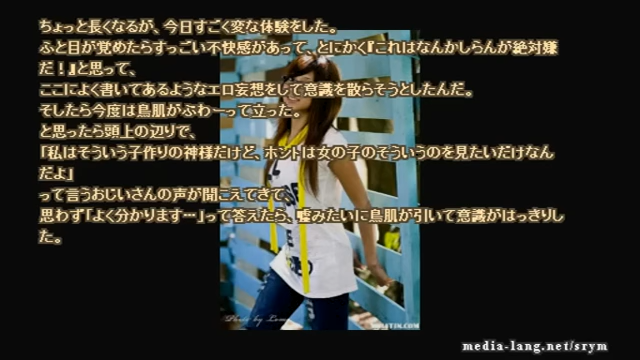 ちょっと長くなるが、今日すごく変な体験をした。
ふと目が覚めたらすっごい不快感があって、とにかく『これはなんかしらんが絶対嫌
だ！』と思って、
ここによく書いてあるようなエロ妄想をして意識を散らそうとしたんだ。
そしたら今度は鳥肌がぶわーって立った。
と思ったら頭上の辺りで、
「私はそういう子作りの神様だけど、ホントは女の子のそういうのを見たいだけなん
だよ」
って言うおじいさんの声が聞こえてきて、
思わず「よく分かります…」って答えたら、嘘みたいに鳥肌が引いて意識がはっきりし
た。
Photo by
media-lang.net/srym